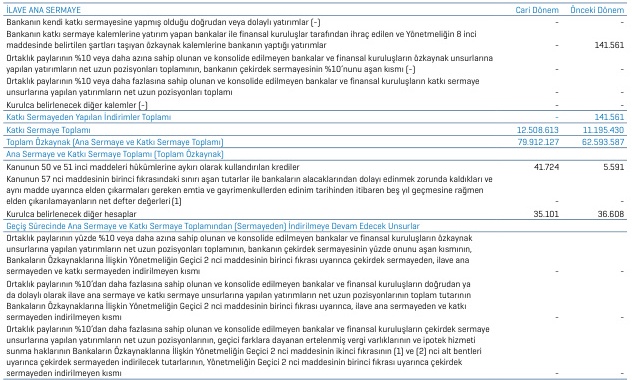 İLAVE ANA SERMAYE Cari Dönem Önceki Dönem
Bankanın kendi katkı sermayesine yapmış olduğu doğrudan veya dolaylı yatırımlar (-) - -
Bankanın katkı sermaye kalemlerine yatırım yapan bankalar ile finansal kuruluşlar tarafından ihraç edilen ve Yönetmeliğin 8 inci
maddesinde belirtilen şartları taşıyan özkaynak kalemlerine bankanın yaptığı yatırımlar - 141.561
Ortaklık paylarının %10 veya daha azına sahip olunan ve konsolide edilmeyen bankalar ve finansal kuruluşların özkaynak unsurlarına
yapılan yatırımların net uzun pozisyonları toplamının, bankanın çekirdek sermayesinin %10'nunu aşan kısmı (-) - -
Ortaklık paylarının %10 veya daha fazlasına sahip olunan ve konsolide edilmeyen bankalar ve finansal kuruluşların katkı sermaye
unsurlarına yapılan yatırımların net uzun pozisyonları toplamı - -
Kurulca belirlenecek diğer kalemler (-) - -
Katkı Sermayeden Yapılan İndirimler Toplamı - 141.561
Katkı Sermaye Toplamı 12.508.613 11.195.430
Toplam Özkaynak (Ana Sermaye ve Katkı Sermaye Toplamı) 79.912.127 62.593.587
Ana Sermaye ve Katkı Sermaye Toplamı (Toplam Özkaynak)
Kanunun 50 ve 51 inci maddeleri hükümlerine aykırı olarak kullandırılan krediler 41.724 5.591
Kanunun 57 nci maddesinin birinci fıkrasındaki sınırı aşan tutarlar ile bankaların alacaklarından dolayı edinmek zorunda kaldıkları ve
aynı madde uyarınca elden çıkarmaları gereken emtia ve gayrimenkullerden edinim tarihinden itibaren beş yıl geçmesine rağmen
elden çıkarılamayanların net defter değerleri(1) - -
Kurulca belirlenecek diğer hesaplar 35.101 36.608
Geçiş Sürecinde Ana Sermaye ve Katkı Sermaye Toplamından (Sermayeden) İndirilmeye Devam Edecek Unsurlar
Ortaklık paylarının yüzde %10 veya daha azına sahip olunan ve konsolide edilmeyen bankalar ve finansal kuruluşların özkaynak
unsurlarına yapılan yatırımların net uzun pozisyonları toplamının, bankanın çekirdek sermayesinin yüzde onunu aşan kısmının,
Bankaların Özkaynaklarına İlişkin Yönetmeliğin Geçici 2 nci maddesinin birinci fıkrası uyarınca çekirdek sermayeden, ilave ana
sermayeden ve katkı sermayeden indirilmeyen kısmı - -
Ortaklık paylarının %10'dan daha fazlasına sahip olunan ve konsolide edilmeyen bankalar ve finansal kuruluşların doğrudan ya
da dolaylı olarak ilave ana sermaye ve katkı sermaye unsurlarına yapılan yatırımların net uzun pozisyonlarının toplam tutarının
Bankaların Özkaynaklarına İlişkin Yönetmeliğin Geçici 2 nci maddesinin birinci fıkrası uyarınca, ilave ana sermayeden ve katkı
sermayeden indirilmeyen kısmı - -
Ortaklık paylarının %10'dan daha fazlasına sahip olunan ve konsolide edilmeyen bankalar ve finansal kuruluşların çekirdek sermaye
unsurlarına yapılan yatırımların net uzun pozisyonlarının, geçici farklara dayanan ertelenmiş vergi varlıklarının ve ipotek hizmeti
sunma haklarının Bankaların Özkaynaklarına İlişkin Yönetmeliğin Geçici 2 nci maddesinin ikinci fıkrasının (1) ve (2) nci alt bentleri
uyarınca çekirdek sermayeden indirilecek tutarlarının, Yönetmeliğin Geçici 2 nci maddesinin birinci fıkrası uyarınca çekirdek
sermayeden indirilmeyen kısmı - -